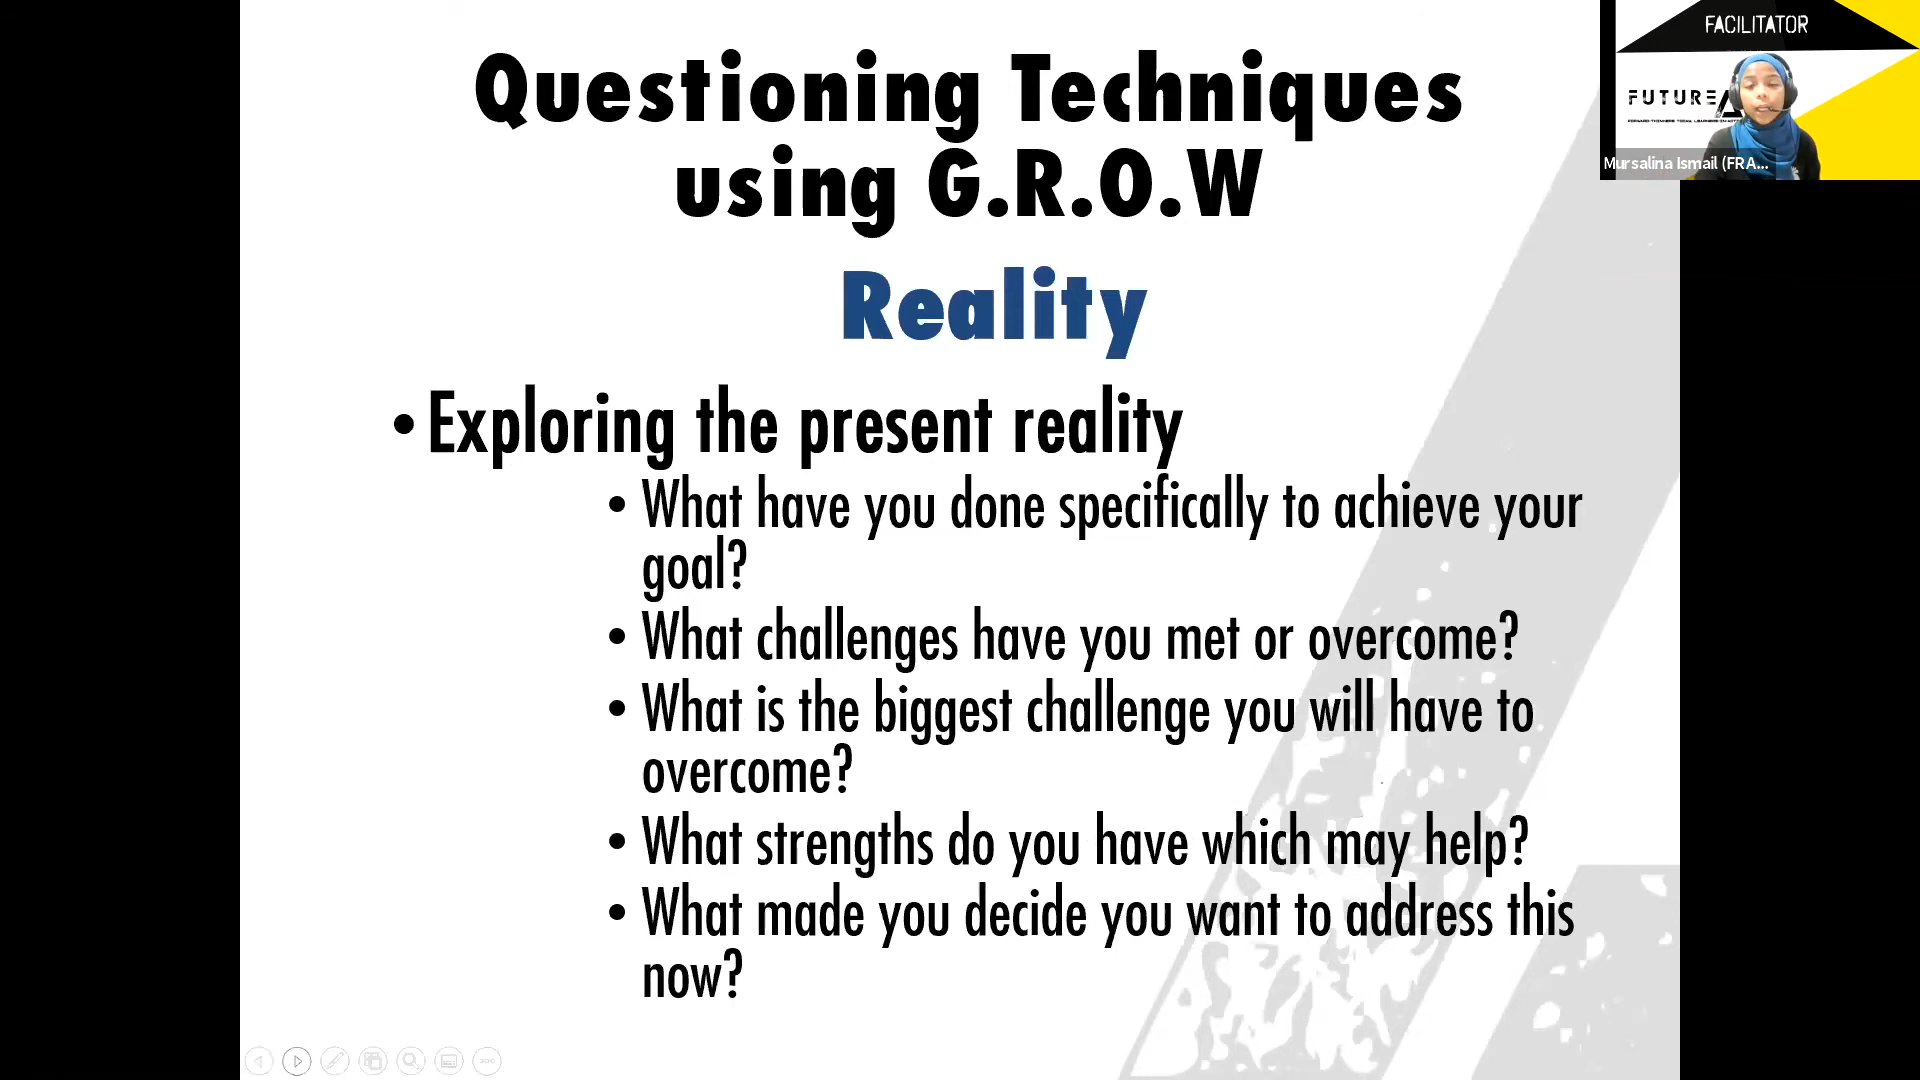 Questioning Techniques
using G.R.O.W
Reality
• Exploring the present reality
• What have you done specifically to achieve your
goal?
• What challenges have you met or overcome?
• What is the biggest challenge you will have to
overcome?
• What strengths do you have which may help?
• What made you decide you want to address this
now?
FACILITATOR
FUTURE
Mursalina Ismail (FRA...